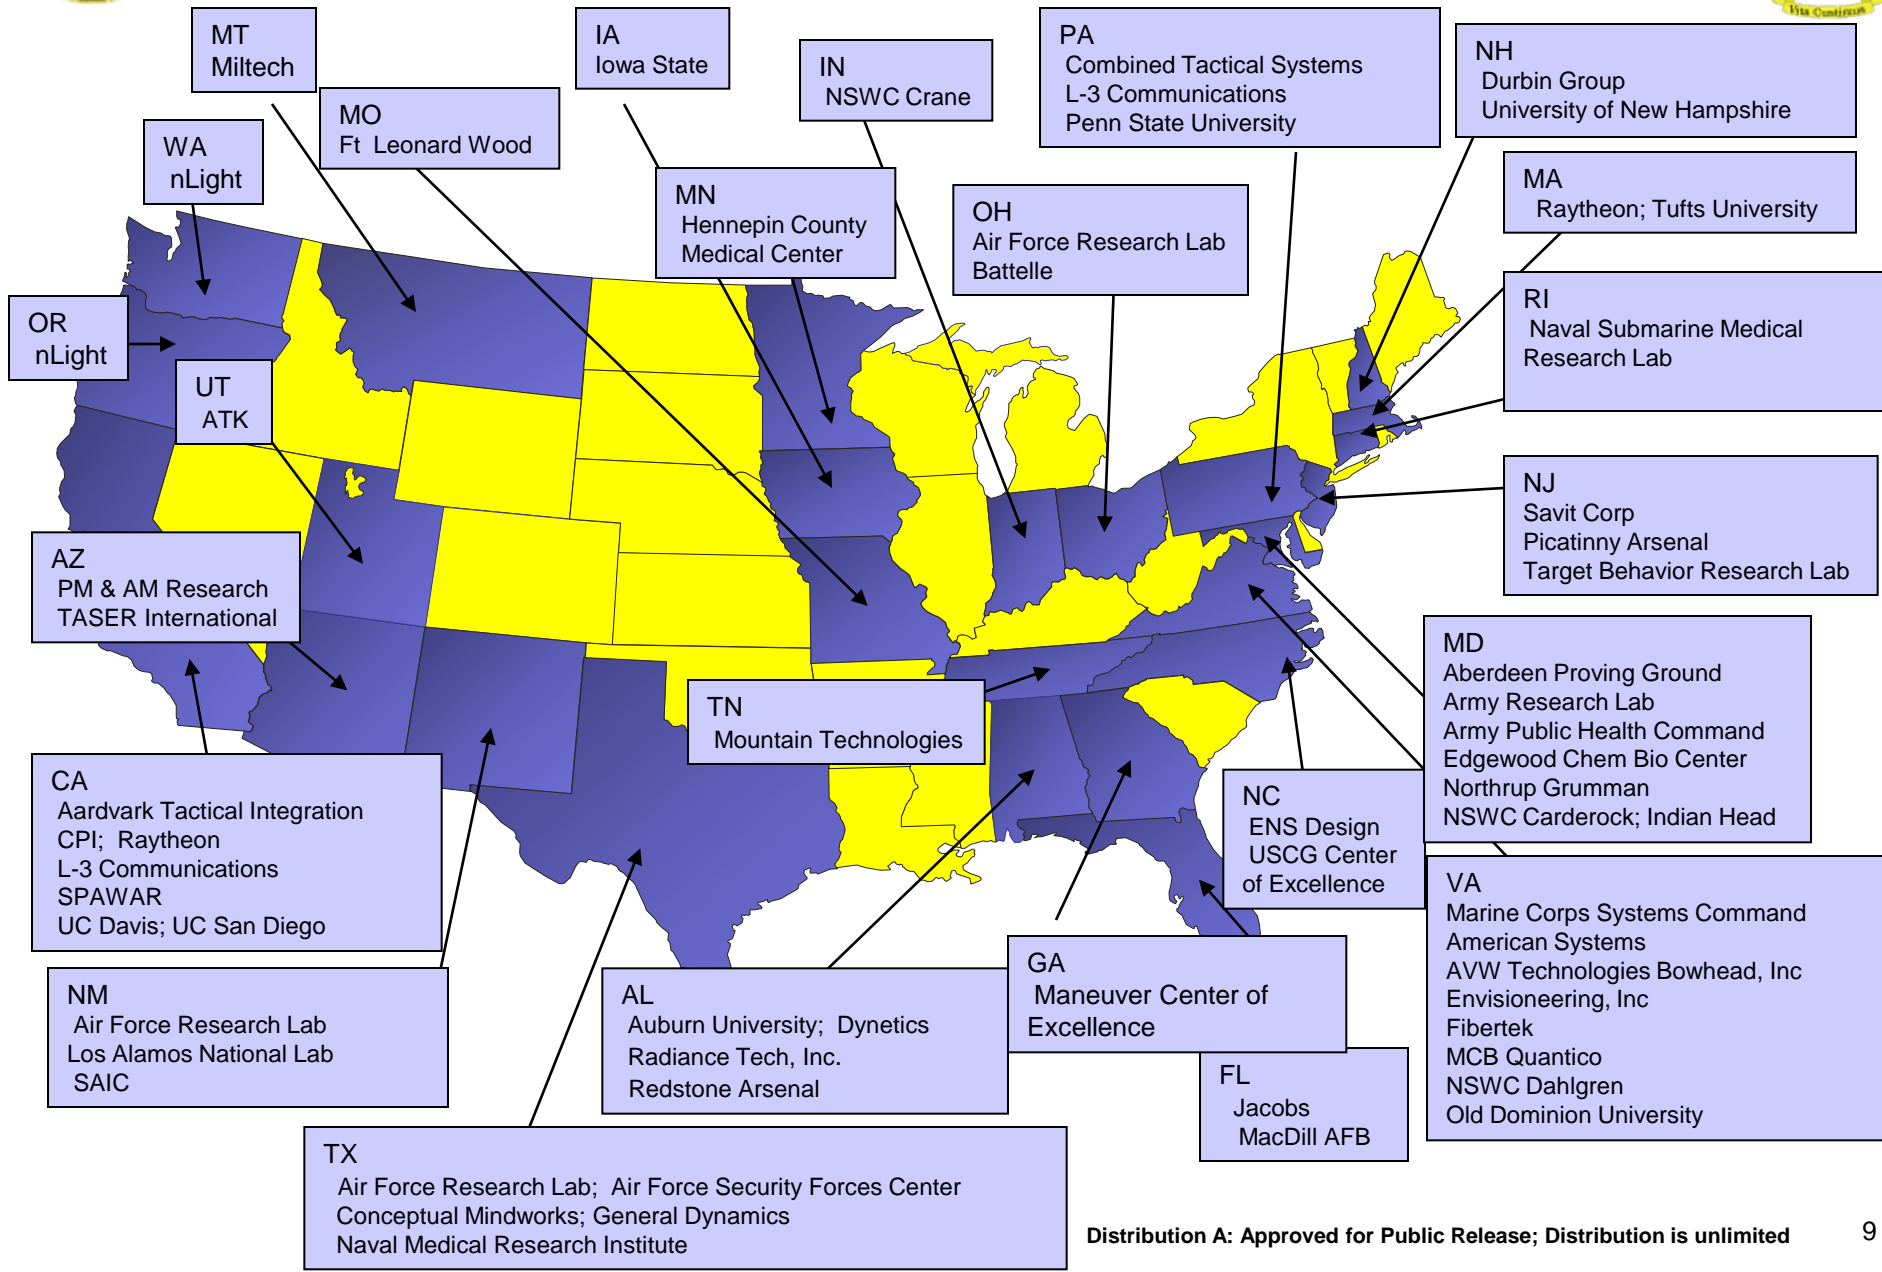 Vita Custimus
MT
Miltech
IA
Iowa State
IN
NSWC Crane
PA
Combined Tactical Systems
L-3 Communications
Penn State University
NH
Durbin Group
University of New Hampshire
MO
Ft Leonard Wood
WA
nLight
MN
Hennepin County
Medical Center
OH
Air Force Research Lab
Battelle
MA
Raytheon; Tufts University
RI
Naval Submarine Medical
Research Lab
OR
nLight
UT
ATK
NJ
Savit Corp
Picatinny Arsenal
Target Behavior Research Lab
AZ
PM & AM Research
TASER International
MD
Aberdeen Proving Ground
Army Research Lab
Army Public Health Command
Edgewood Chem Bio Center
Northrup Grumman
NSWC Carderock; Indian Head
TN
Mountain Technologies
CA
Aardvark Tactical Integration
CPI; Raytheon
L-3 Communications
SPAWAR
UC Davis; UC San Diego
NC
ENS Design
USCG Center
of Excellence
VA
Marine Corps Systems Command
American Systems
AVW Technologies Bowhead, Inc
Envisioneering, Inc
Fibertek
MCB Quantico
NSWC Dahlgren
Old Dominion University
NM
Air Force Research Lab
Los Alamos National Lab
SAIC
AL
Auburn University; Dynetics
Radiance Tech, Inc.
Redstone Arsenal
GA
Maneuver Center of
Excellence
FL
Jacobs
MacDill AFB
TX
Air Force Research Lab; Air Force Security Forces Center
Conceptual Mindworks; General Dynamics
Naval Medical Research Institute
Distribution A: Approved for Public Release; Distribution is unlimited
9